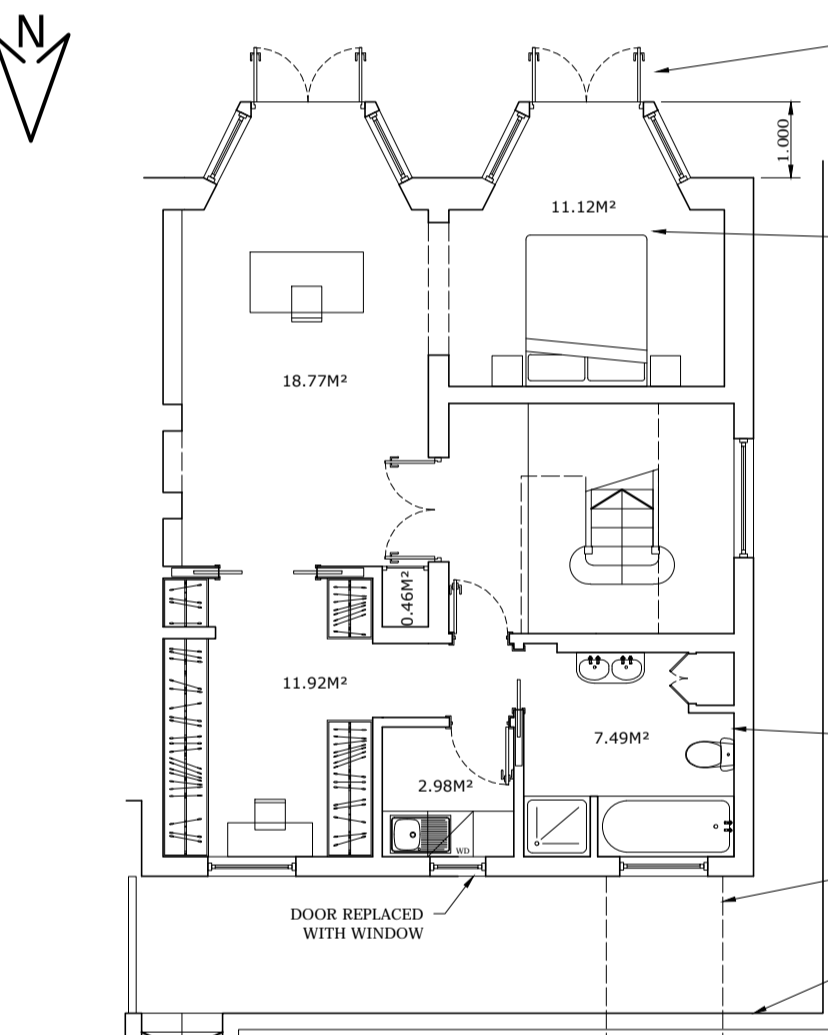 N
1.000
11.12M²
18.77M²
0.46M²
11.92M²
7.49M²
2.98M²
WD
DOOR REPLACED
WITH WINDOW